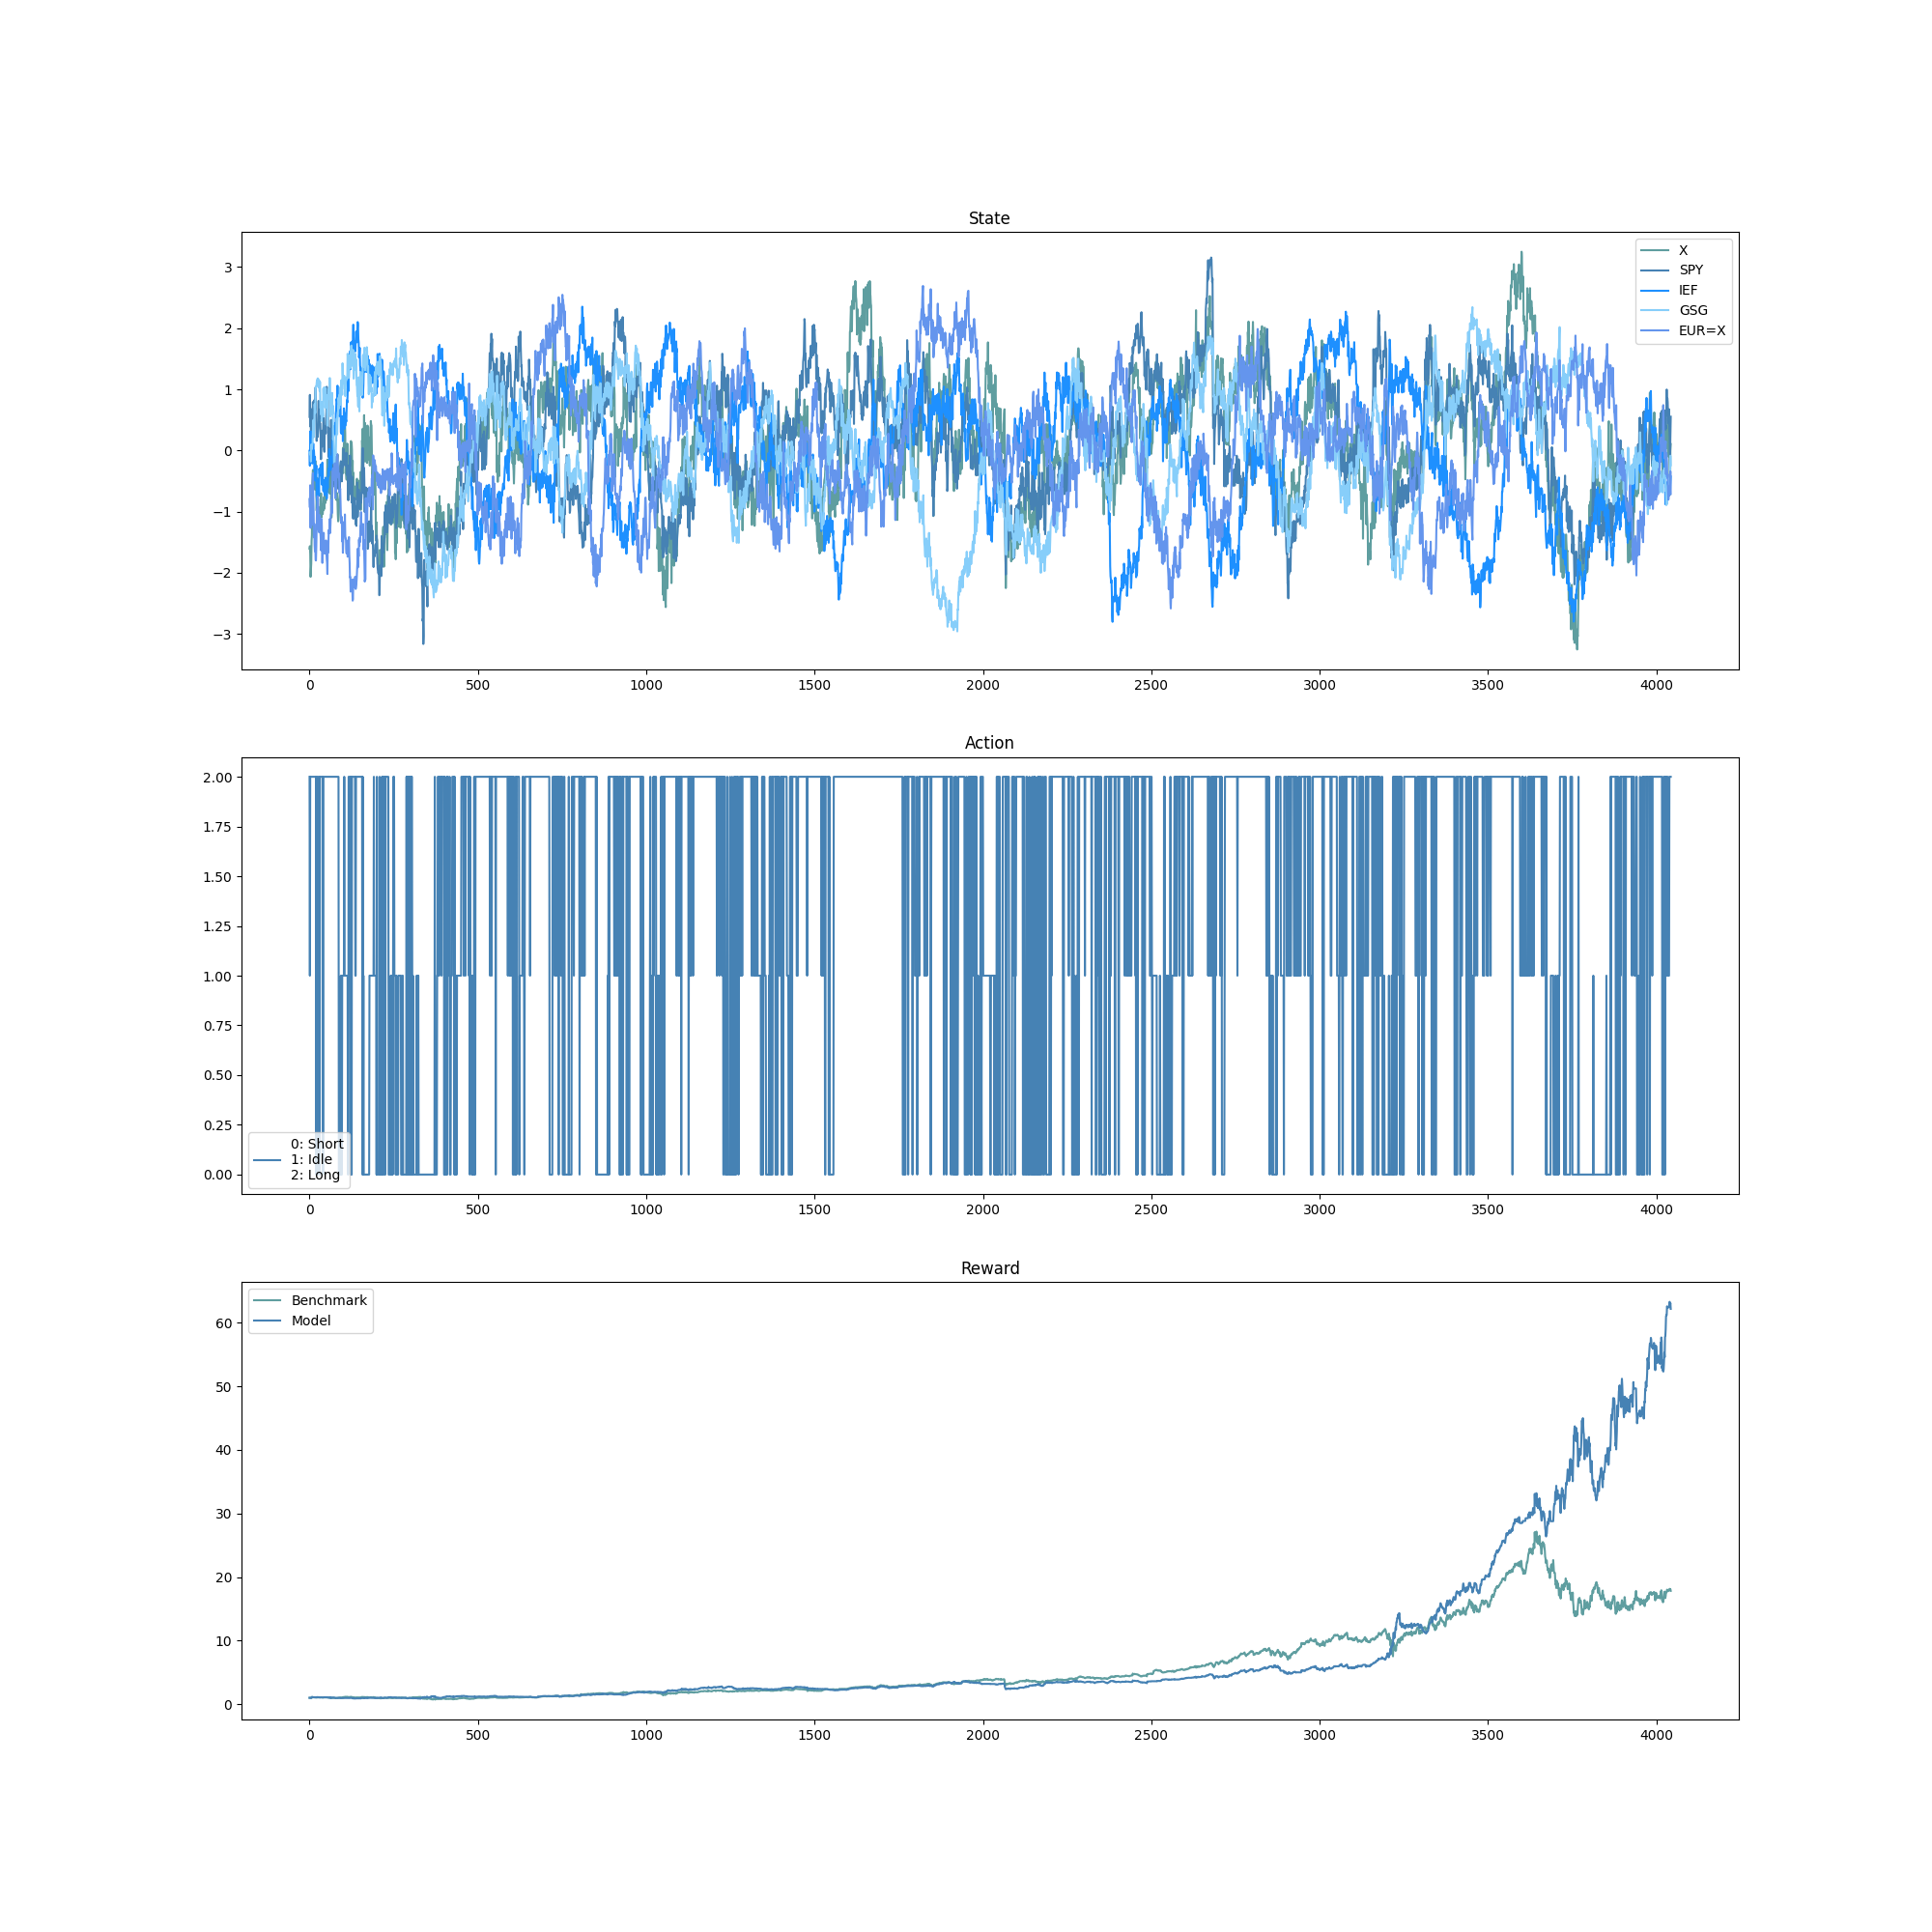 State
3
2
1
0
−1
−2
−3
X
SPY
IEF
GSG
EUR=X
0 500 1000 1500 2000 2500 3000 3500 4000
Action
2.00
1.75
1.50
1.25
1.00
0.75
0.50
0.25
0.00
0: Short
1: Idle
2: Long
0 500 1000 1500 2000 2500 3000 3500 4000
Reward
Benchmark
Model
60
50
40
30
20
10
0
0 500 1000 1500 2000 2500 3000 3500 4000